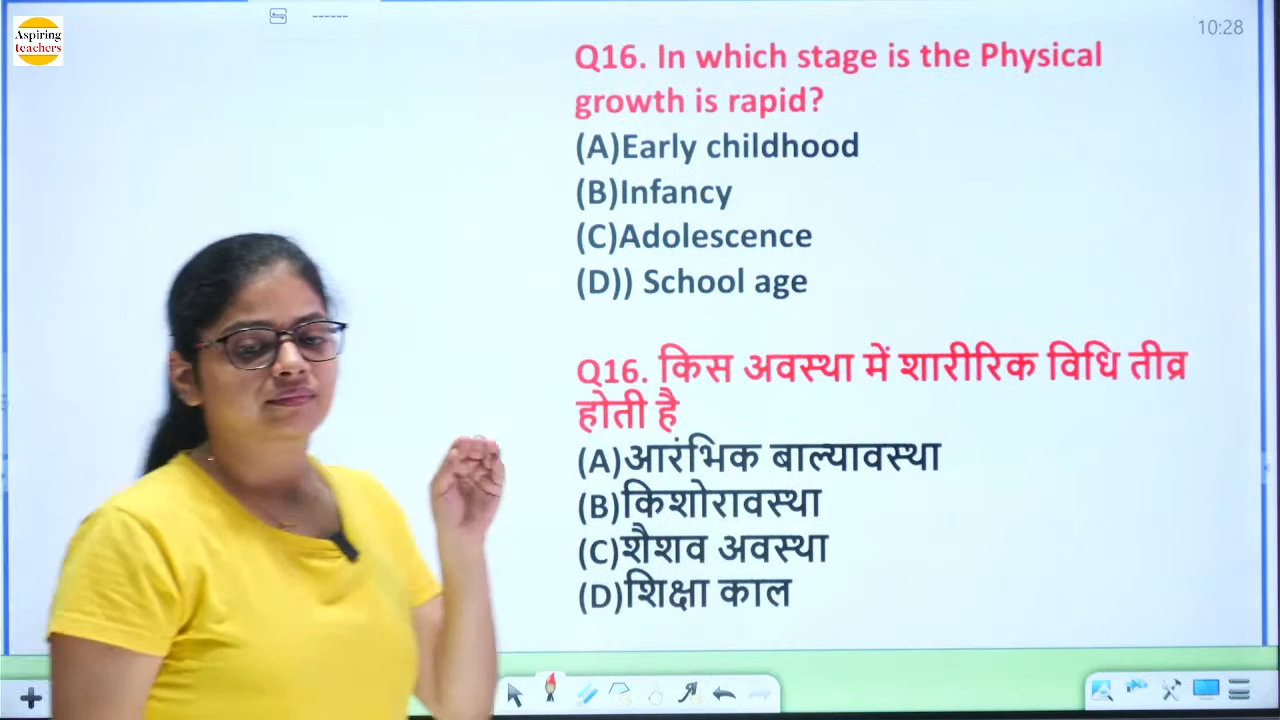 Aspiring
teachers
10:28
Q16. In which stage is the Physical
growth is rapid?
(A)Early childhood
(B)Infancy
(C)Adolescence
(D)) School age
Q16. किस अवस्था में शारीरिक विधि तीव्र
होती है
(A)आरंभिक बाल्यावस्था
(B)किशोरावस्था
(C)शैशव अवस्था
(D)शिक्षा काल